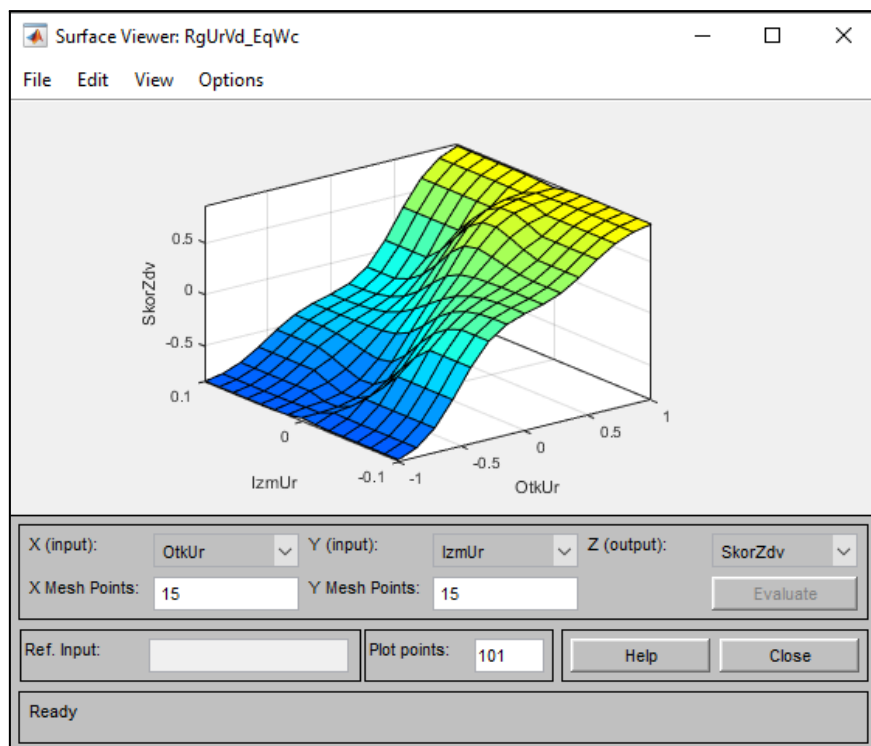 Surface Viewer: RgUrVd_EqWc
File Edit View Options
0.5
0
-0.5
SkorZdv
0.1
0
-0.1
IzmUr
-1
-0.5
0
0.5
1
OtkUr
X (input): OtkUr Y (input): IzmUr Z (output): SkorZdv
X Mesh Points: 15 Y Mesh Points: 15 Evaluate
Ref. Input: Plot points: 101 Help Close
Ready